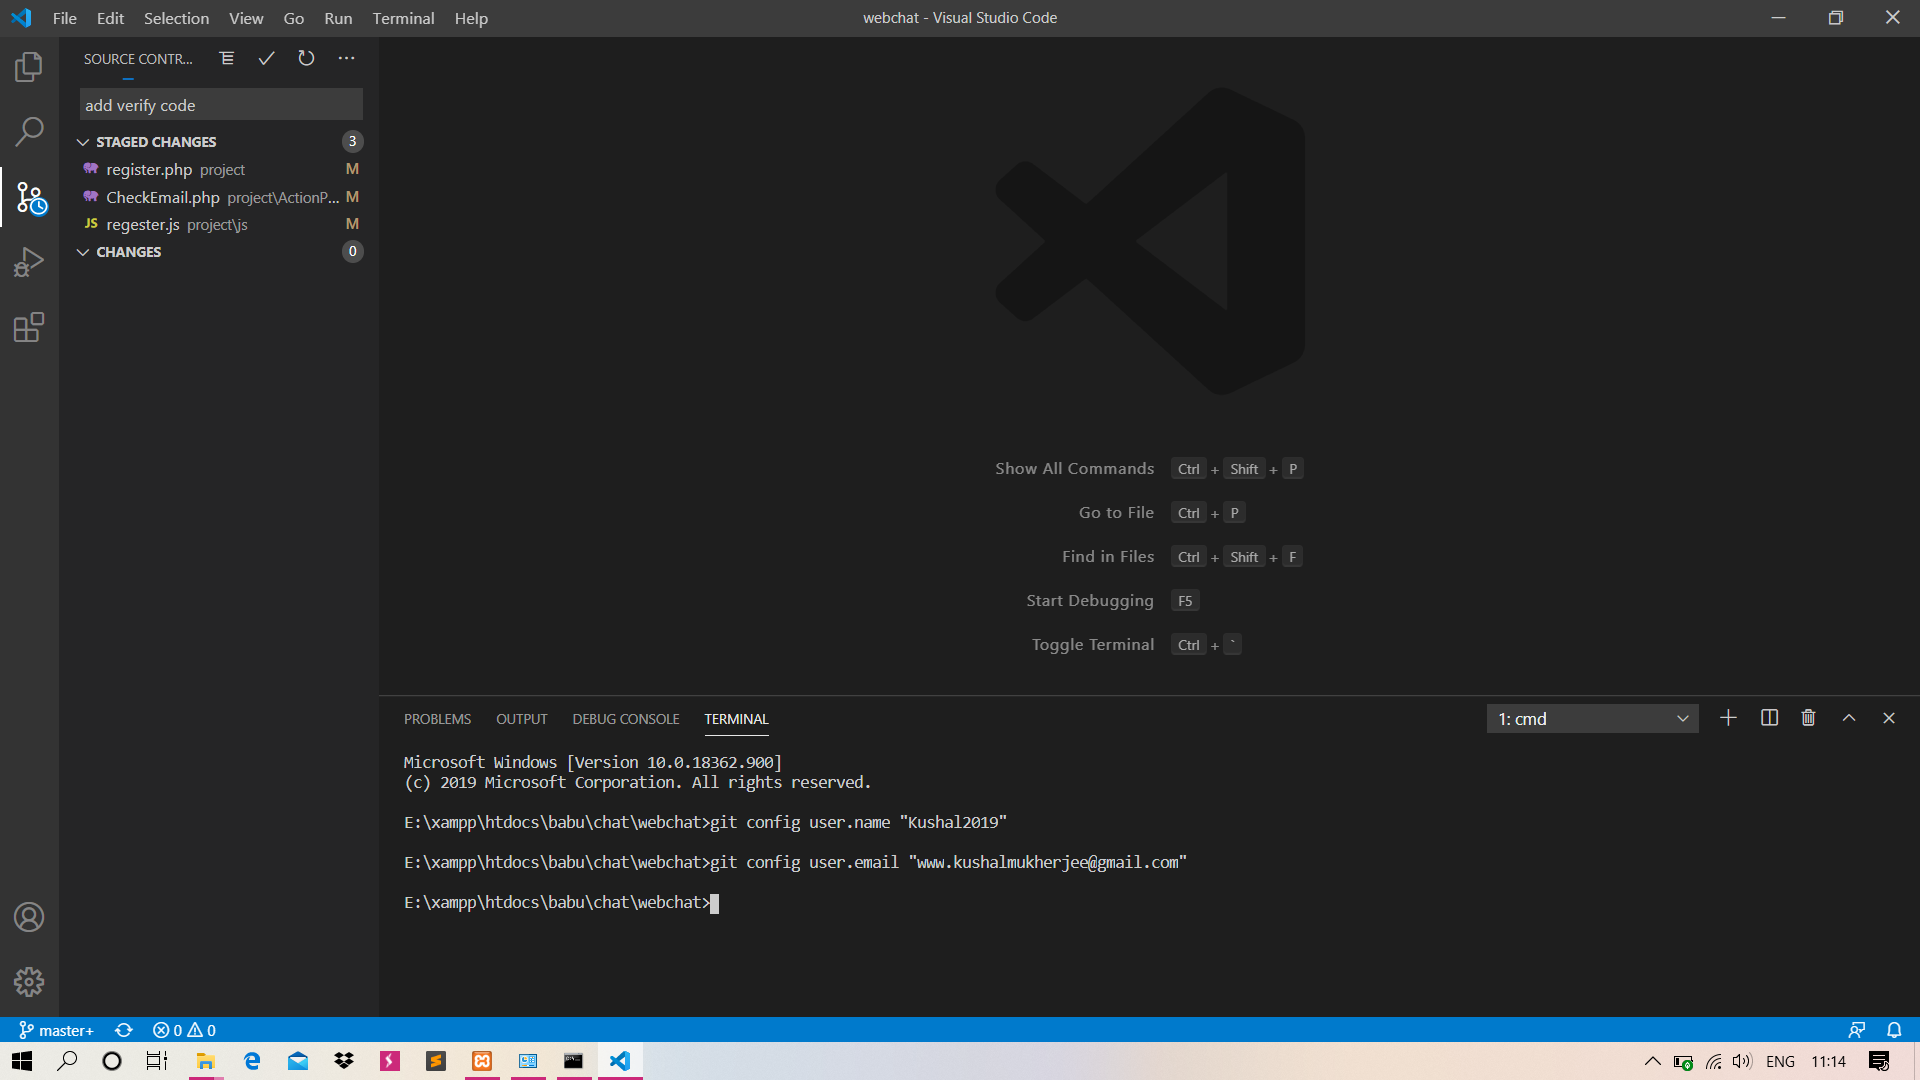 File Edit Selection View Go Run Terminal Help
webchat - Visual Studio Code
SOURCE CONTR...
add verify code
STAGED CHANGES 3
register.php project M
CheckEmail.php project\ActionP... M
JS regester.js project\js M
CHANGES 0
Show All Commands Ctrl + Shift + P
Go to File Ctrl + P
Find in Files Ctrl + Shift + F
Start Debugging F5
Toggle Terminal Ctrl + `
PROBLEMS OUTPUT DEBUG CONSOLE TERMINAL
1: cmd
Microsoft Windows [Version 10.0.18362.900]
(c) 2019 Microsoft Corporation. All rights reserved.
E:\xampp\htdocs\babu\chat\webchat>git config user.name "Kushal2019"
E:\xampp\htdocs\babu\chat\webchat>git config user.email "www.kushalmukherjee@gmail.com"
E:\xampp\htdocs\babu\chat\webchat>
master+ 0 0
ENG 11:14